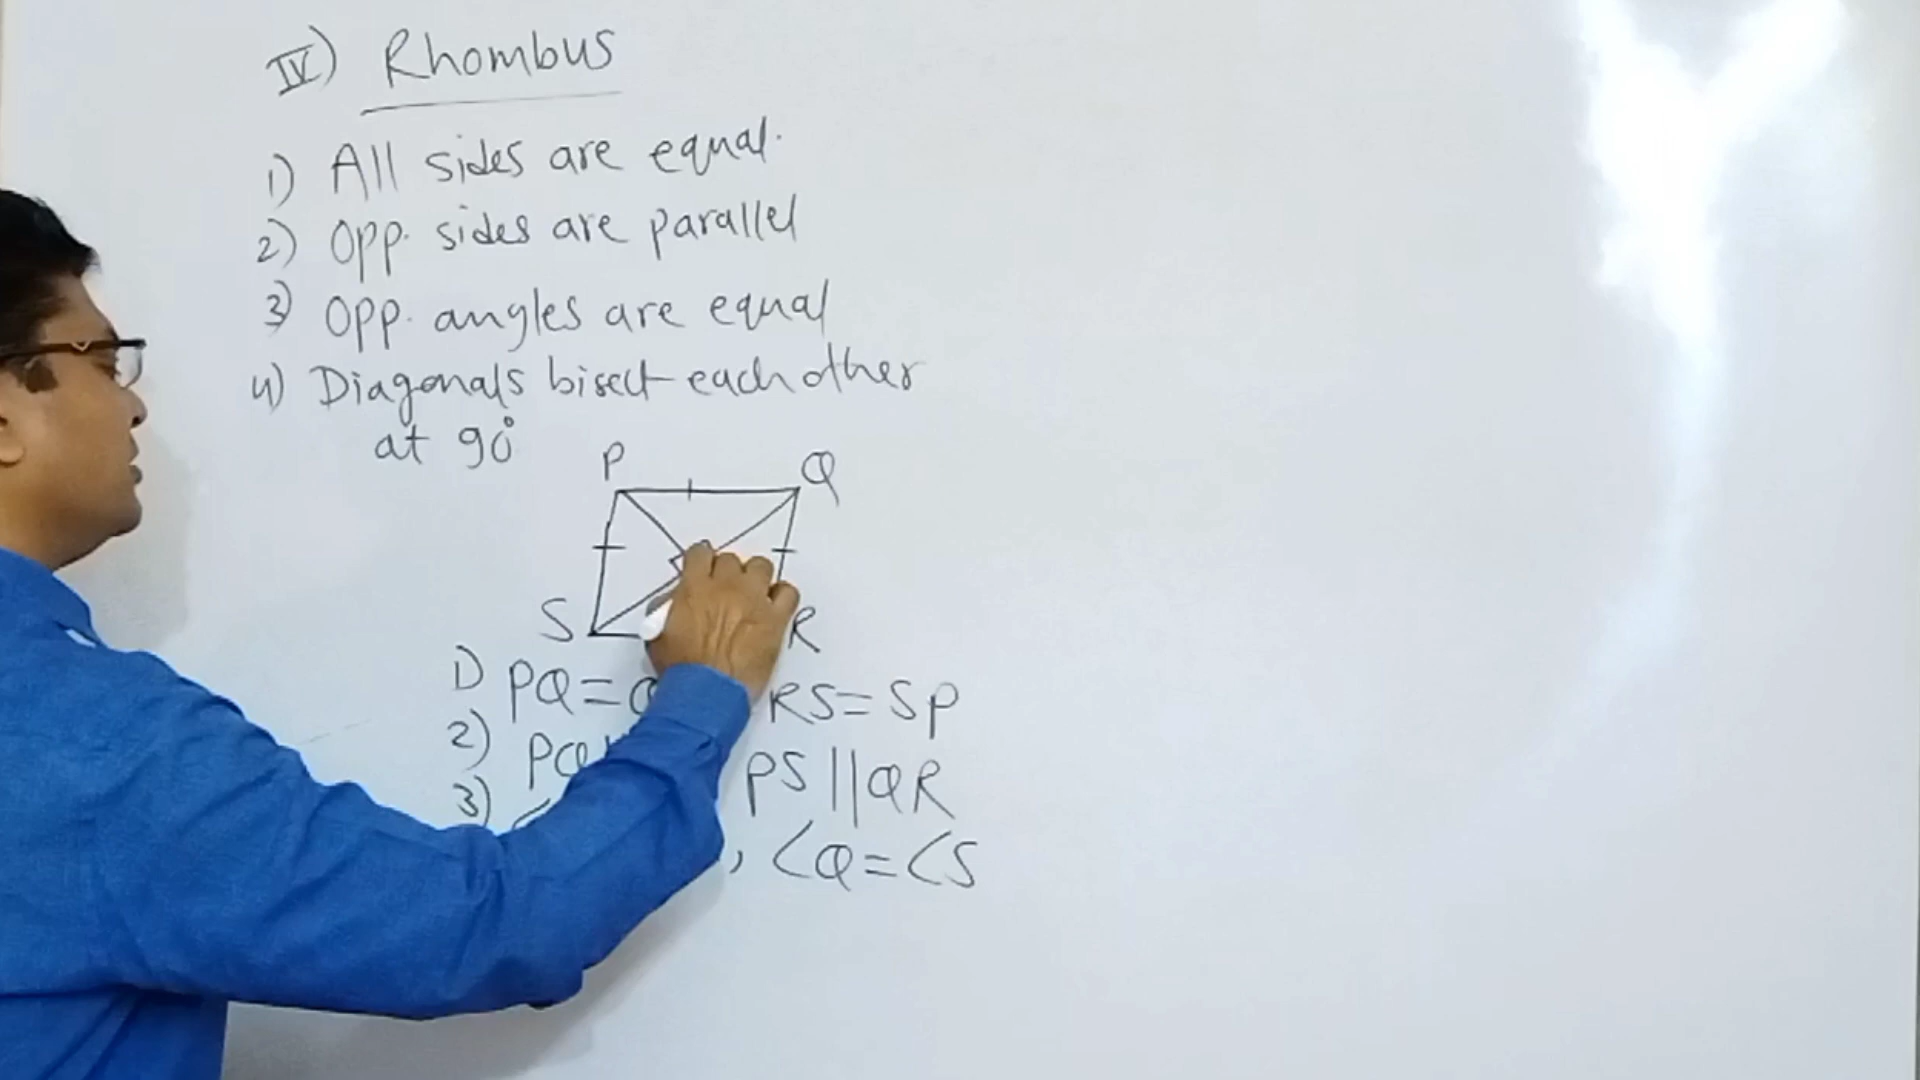 IV) Rhombus
1) All sides are equal.
2) Opp. sides are parallel
3) Opp. angles are equal
4) Diagonals bisect each other
at 90°
P Q
S R
1) PQ= RS=SP
2) PQ PS||QR
3) , ∠Q=∠S